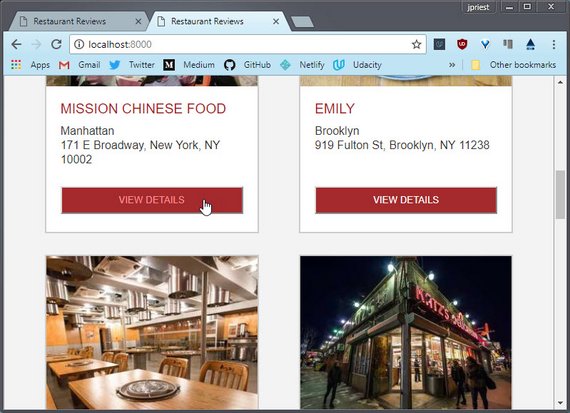 jpriest
Restaurant Reviews
Restaurant Reviews
localhost:8000
Apps
Gmail
Twitter
Medium
GitHub
Netlify
Udacity
»
Other bookmarks
MISSION CHINESE FOOD
Manhattan
171 E Broadway, New York, NY
10002
VIEW DETAILS
EMILY
Brooklyn
919 Fulton St, Brooklyn, NY 11238
VIEW DETAILS
Katz's